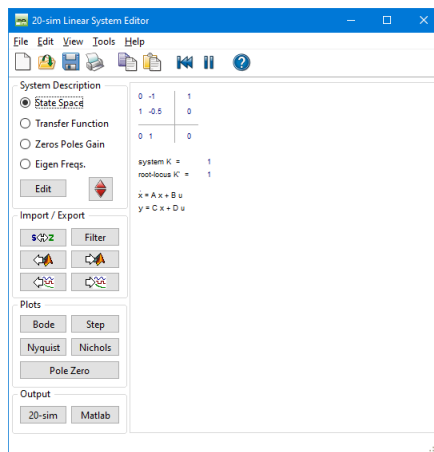 20-sim Linear System Editor
File Edit View Tools Help
System Description
State Space
Transfer Function
Zeros Poles Gain
Eigen Freqs.
Edit
Import / Export
S Z Filter
Plots
Bode Step
Nyquist Nichols
Pole Zero
Output
20-sim Matlab
0 -1 1
1 -0.5 0
0 1 0
system K = 1
root-locus K' = 1
ẋ = A x + B u
y = C x + D u